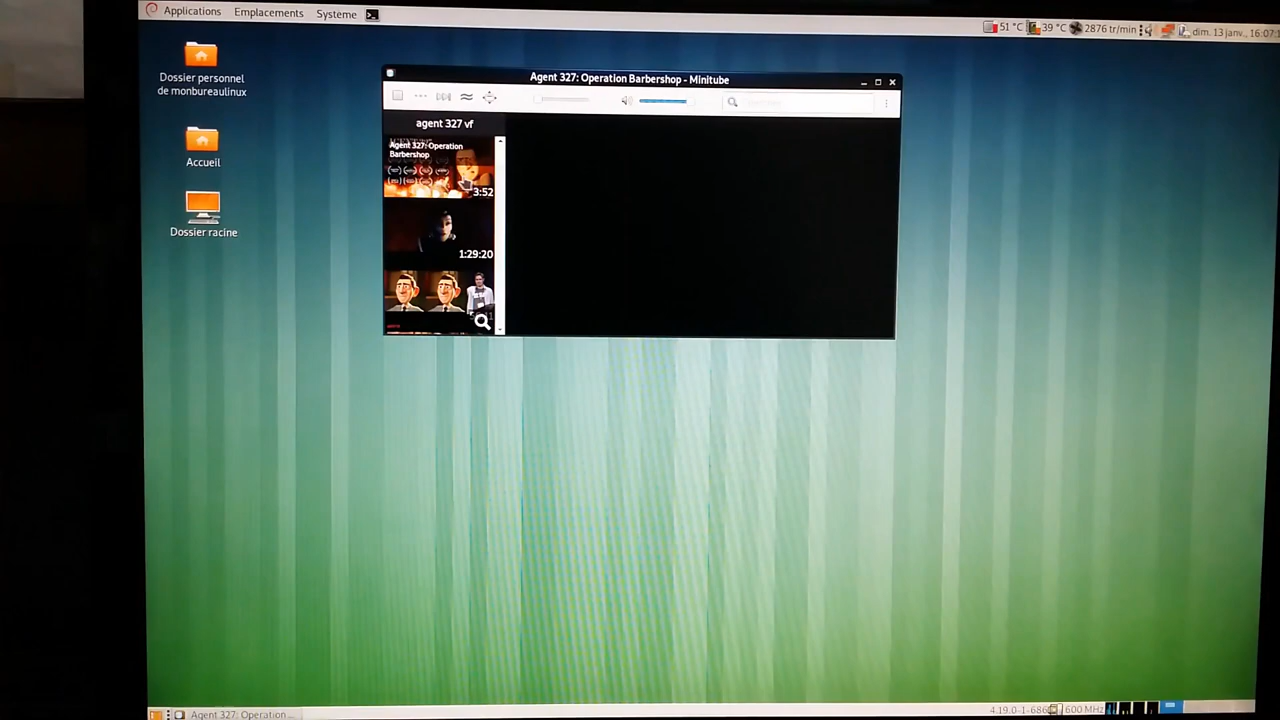 Applications Emplacements Système
51 °C 39 °C 2876 tr/min dim. 13 janv., 16:07:1
Dossier personnel
de monbureaulinux
Accueil
Dossier racine
Agent 327: Operation Barbershop - Minitube
agent 327 vf
Agent 327: Operation
Barbershop
3:52
1:29:20
Agent 327: Operation ...
4.19.0-1-686
600 MHz